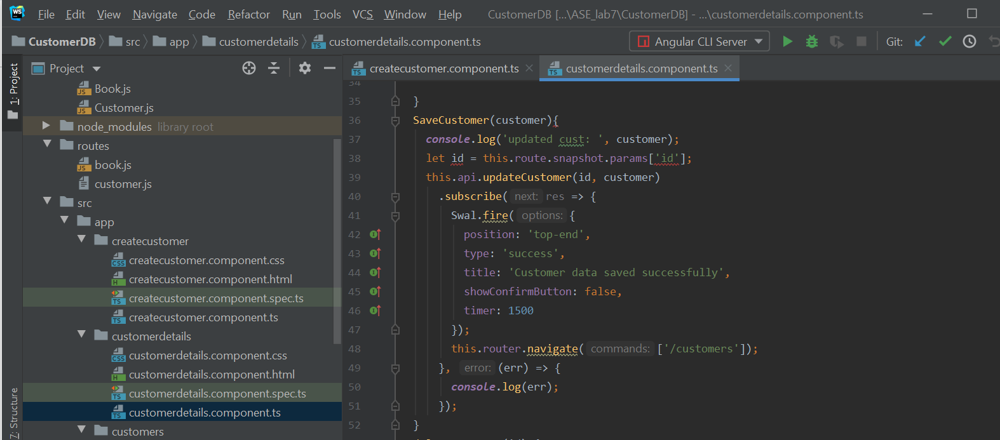 WS File Edit View Navigate Code Refactor Run Tools VCS Window Help CustomerDB [...\ASE_lab7\CustomerDB] - ...\customerdetails.component.ts
CustomerDB src app customerdetails customerdetails.component.ts Angular CLI Server Git:
1: Project
7: Structure
Project
Book.js
Customer.js
node_modules library root
routes
book.js
customer.js
src
app
createcustomer
createcustomer.component.css
createcustomer.component.html
createcustomer.component.spec.ts
createcustomer.component.ts
customerdetails
customerdetails.component.css
customerdetails.component.html
customerdetails.component.spec.ts
customerdetails.component.ts
customers
createcustomer.component.ts customerdetails.component.ts
34
35 }
36 SaveCustomer(customer){
37 console.log('updated cust: ', customer);
38 let id = this.route.snapshot.params['id'];
39 this.api.updateCustomer(id, customer)
40 .subscribe( next: res => {
41 Swal.fire( options: {
42 position: 'top-end',
43 type: 'success',
44 title: 'Customer data saved successfully',
45 showConfirmButton: false,
46 timer: 1500
47 });
48 this.router.navigate( commands: ['/customers']);
49 }, error: (err) => {
50 console.log(err);
51 });
52 }